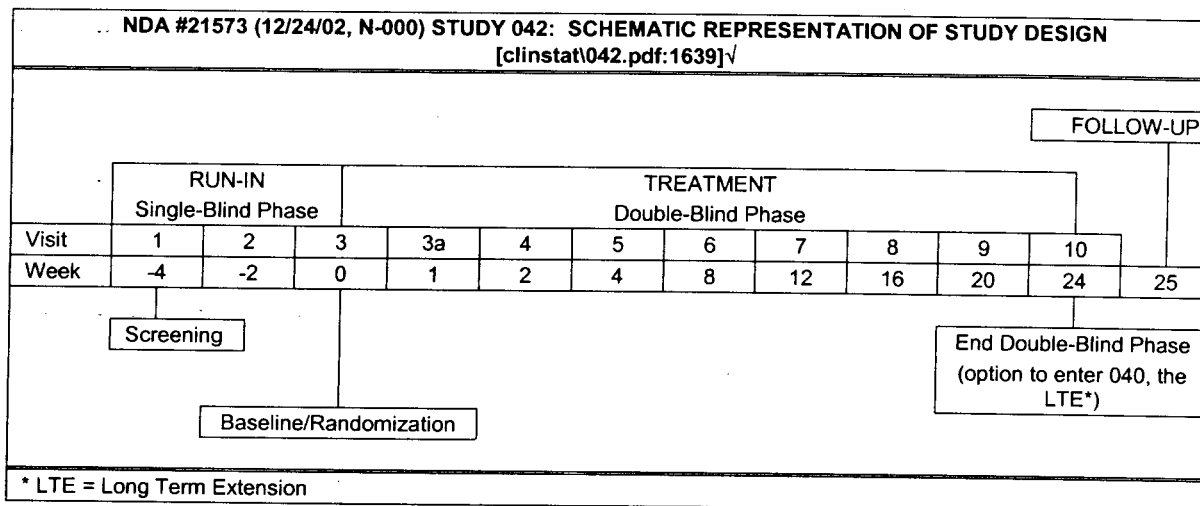 NDA #21573 (12/24/02, N-000) STUDY 042: SCHEMATIC REPRESENTATION OF STUDY DESIGN
[clinstat\042.pdf:1639]√
FOLLOW-UP
RUN-IN TREATMENT
Single-Blind Phase Double-Blind Phase
Visit 1 2 3 3a 4 5 6 7 8 9 10
Week -4 -2 0 1 2 4 8 12 16 20 24 25
Screening
End Double-Blind Phase
(option to enter 040, the
LTE*)
Baseline/Randomization
* LTE = Long Term Extension